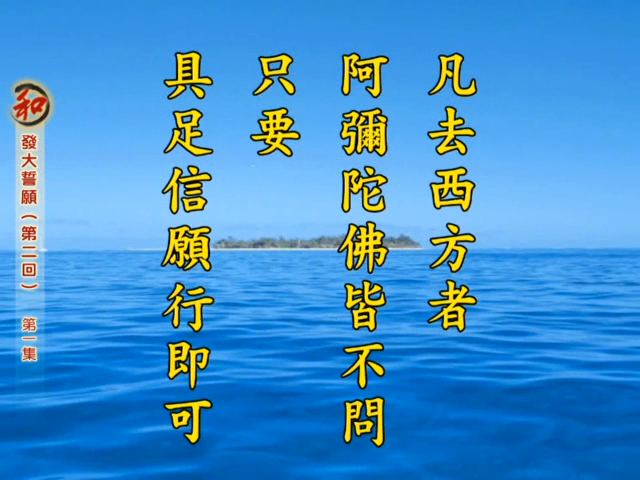 凡去西方者
阿彌陀佛皆不問
只要
具足信願行即可
和
發大誓願（第二回）
第一集